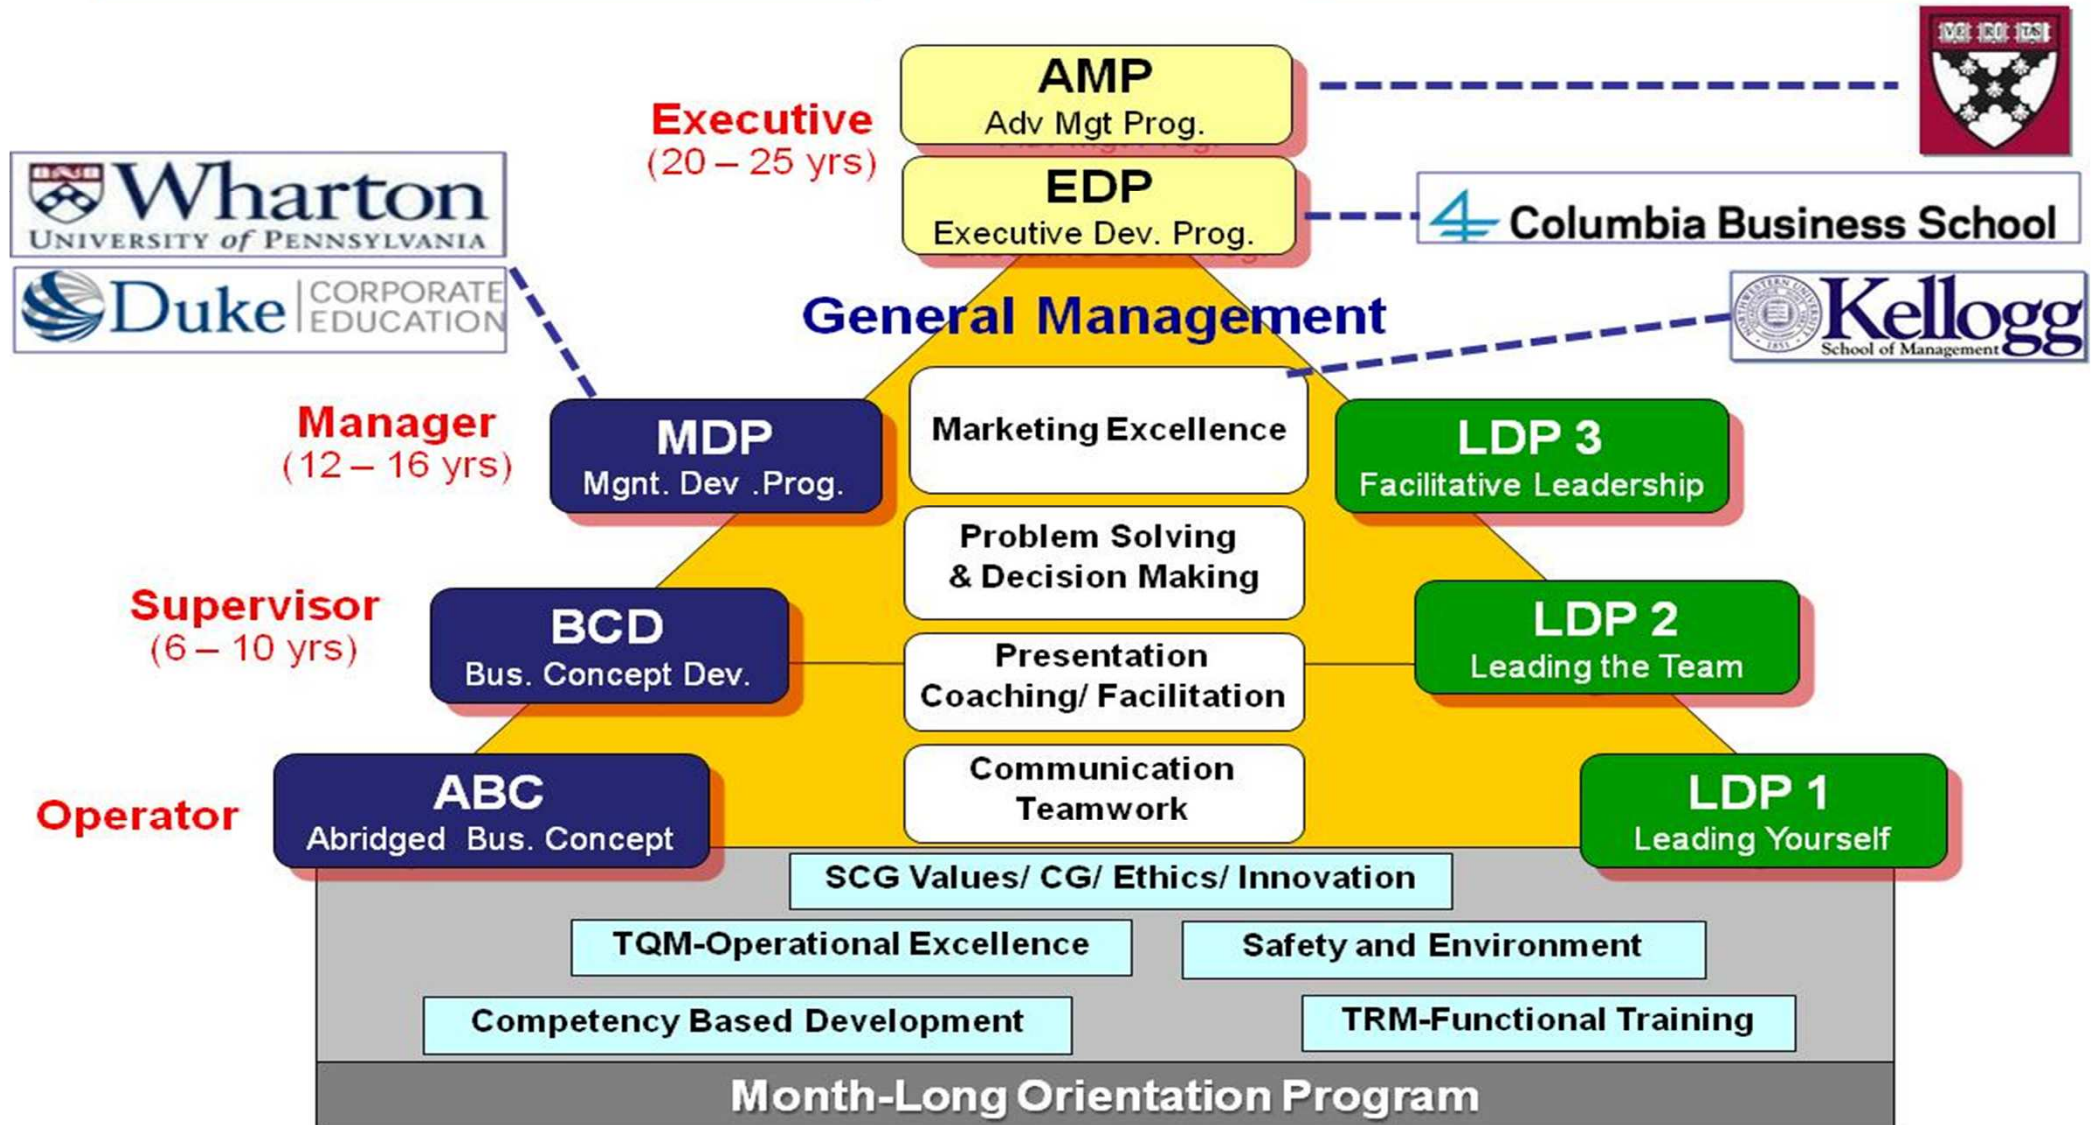 AMP
Adv Mgt Prog.
Executive
(20 – 25 yrs)
EDP
Executive Dev. Prog.
Wharton
UNIVERSITY of PENNSYLVANIA
Columbia Business School
Duke
CORPORATE
EDUCATION
Kellogg
School of Management
General Management
Manager
(12 – 16 yrs)
MDP
Mgnt. Dev .Prog.
Marketing Excellence
LDP 3
Facilitative Leadership
Problem Solving
& Decision Making
Supervisor
(6 – 10 yrs)
BCD
Bus. Concept Dev.
Presentation
Coaching/ Facilitation
LDP 2
Leading the Team
Operator
ABC
Abridged Bus. Concept
Communication
Teamwork
LDP 1
Leading Yourself
SCG Values/ CG/ Ethics/ Innovation
TQM-Operational Excellence
Safety and Environment
Competency Based Development
TRM-Functional Training
Month-Long Orientation Program